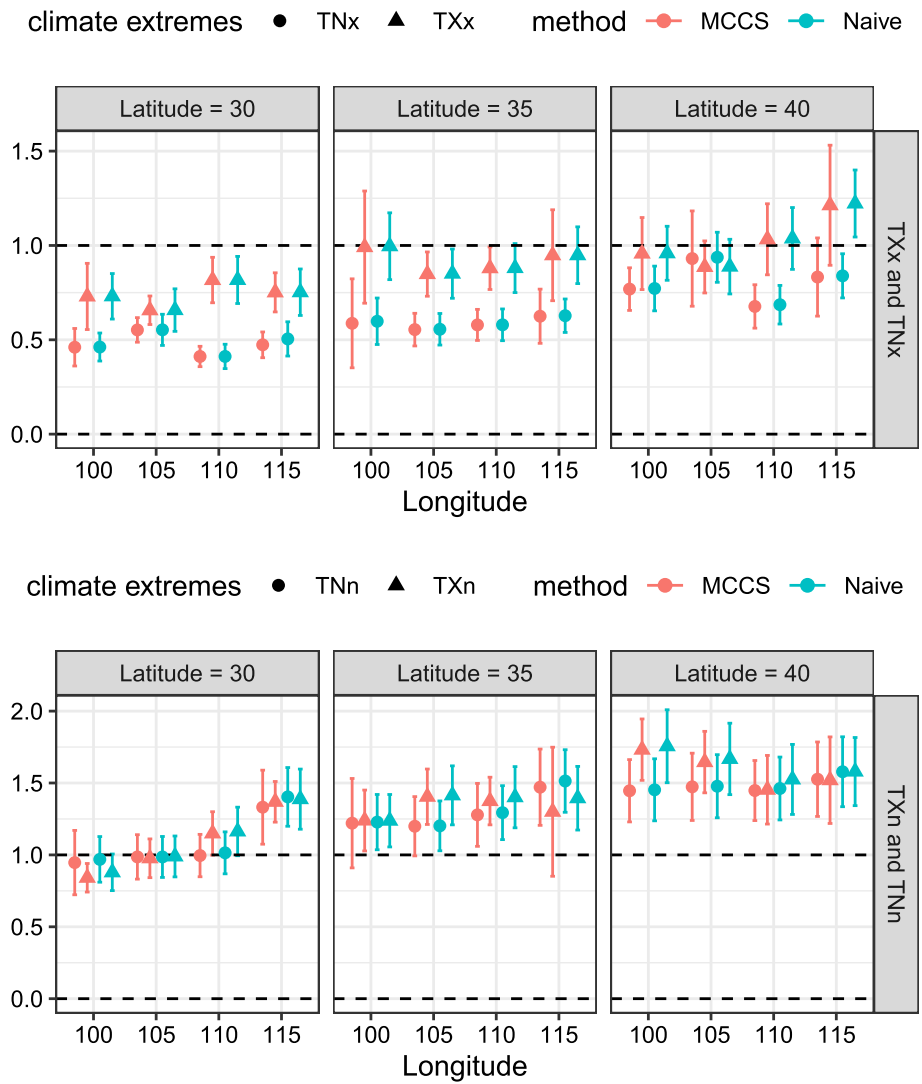 climate extremes TNx TXx method MCCS Naive
Latitude = 30 Latitude = 35 Latitude = 40
1.5
1.0
0.5
0.0
TXx and TNx
100 105 110 115 100 105 110 115 100 105 110 115
Longitude
climate extremes TNn TXn method MCCS Naive
Latitude = 30 Latitude = 35 Latitude = 40
2.0
1.5
1.0
0.5
0.0
TXn and TNn
100 105 110 115 100 105 110 115 100 105 110 115
Longitude